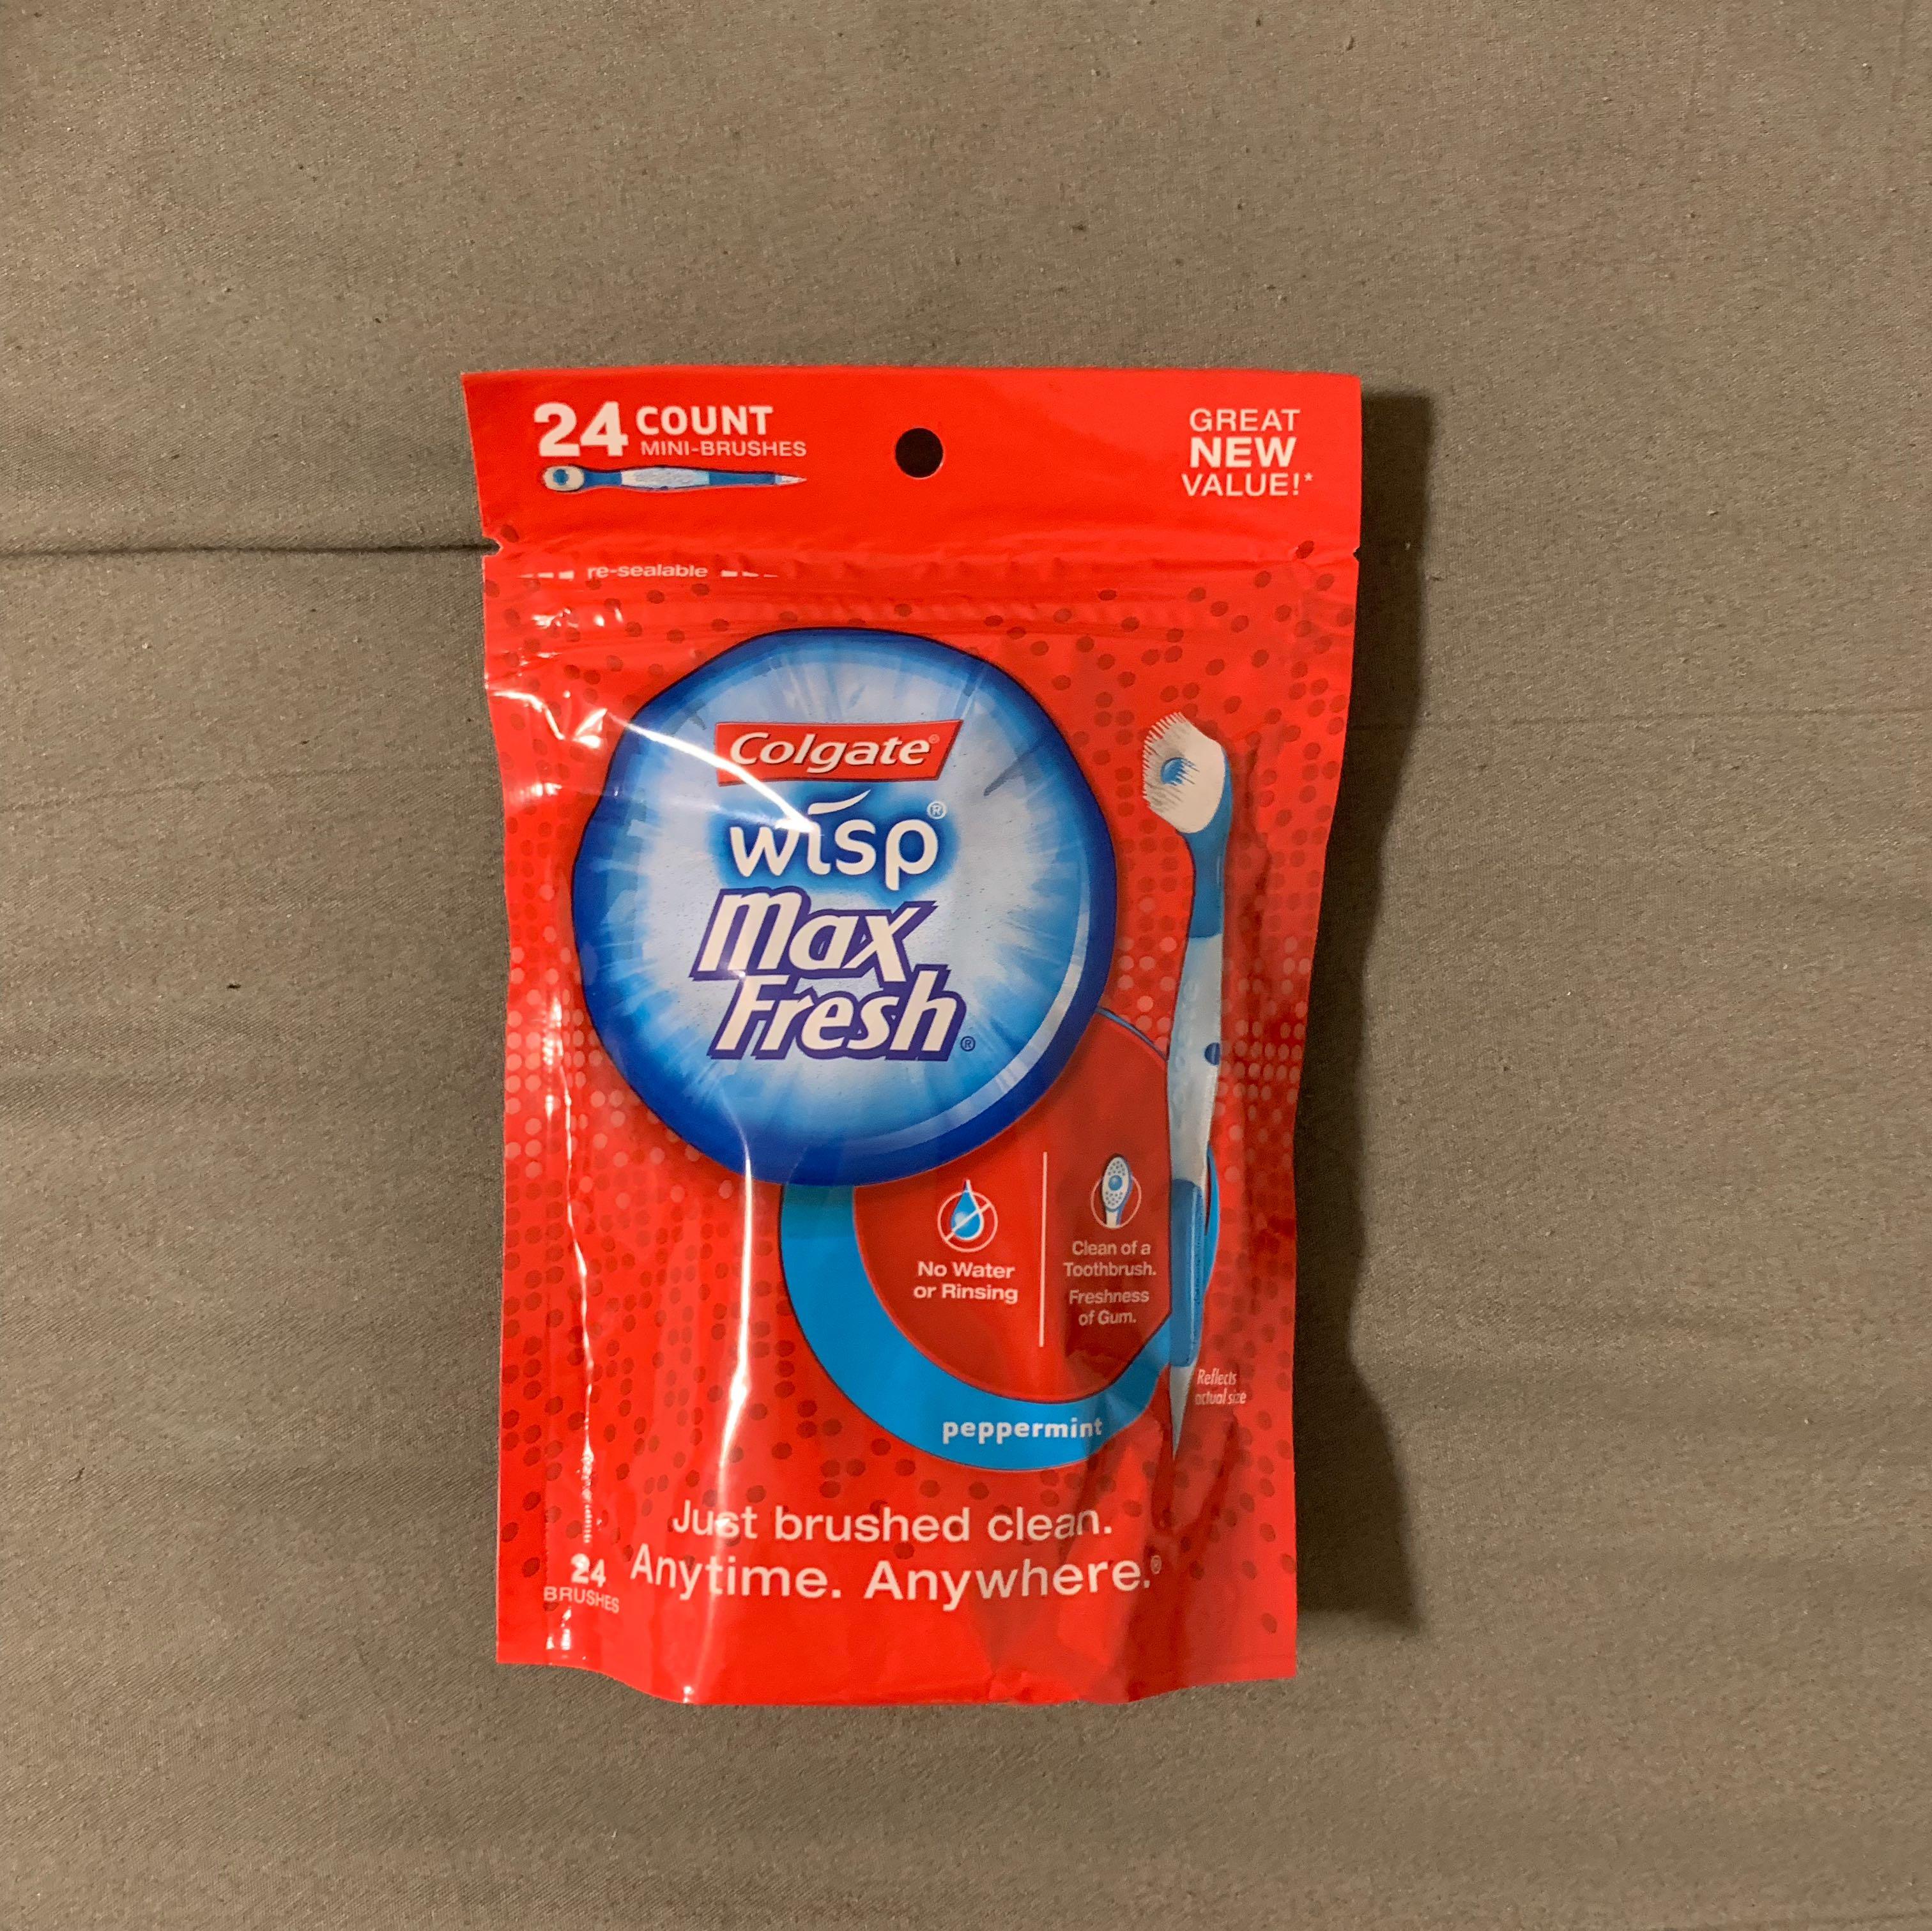 24 COUNT
MINI-BRUSHES
GREAT
NEW
VALUE!*
re-sealable
Colgate®
wisp®
Max
Fresh®
No Water
or Rinsing
Clean of a
Toothbrush.
Freshness
of Gum.
Reflects
actual size
peppermint
Just brushed clean.
Anytime. Anywhere.®
24
BRUSHES